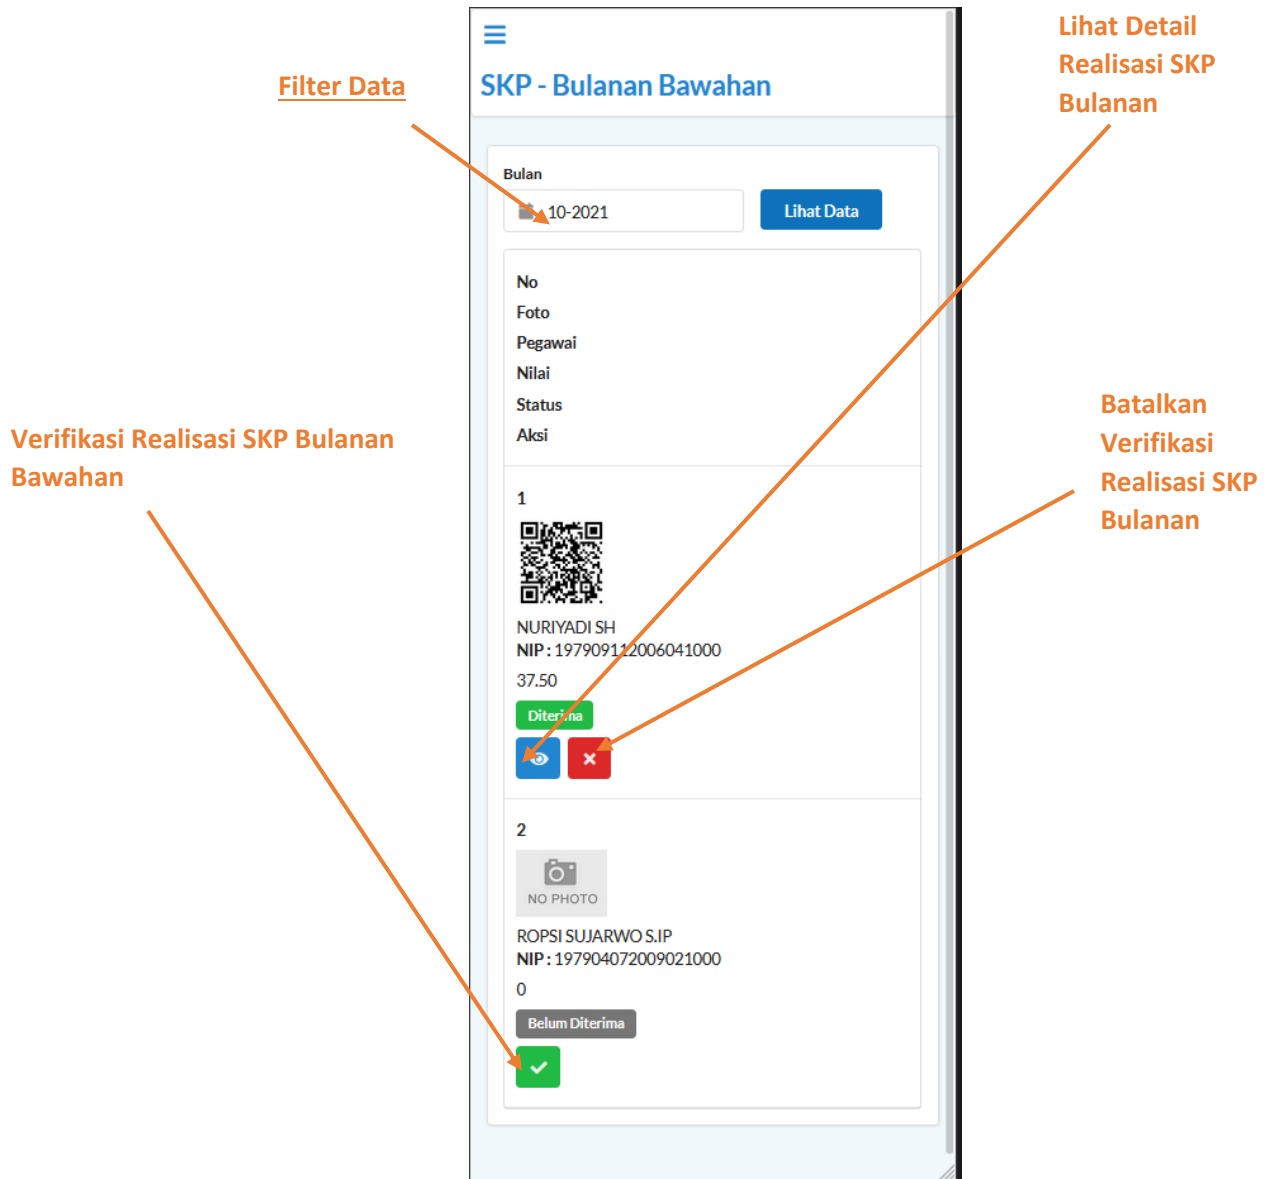 Filter Data
Lihat Detail
Realisasi SKP
Bulanan
SKP - Bulanan Bawahan
Bulan
10-2021
Lihat Data
No
Foto
Pegawai
Nilai
Status
Aksi
Verifikasi Realisasi SKP Bulanan
Bawahan
Batalkan
Verifikasi
Realisasi SKP
Bulanan
1
NURIYADI SH
NIP : 197909112006041000
37.50
Diterima
2
NO PHOTO
ROPSI SUJARWO S.IP
NIP : 197904072009021000
0
Belum Diterima